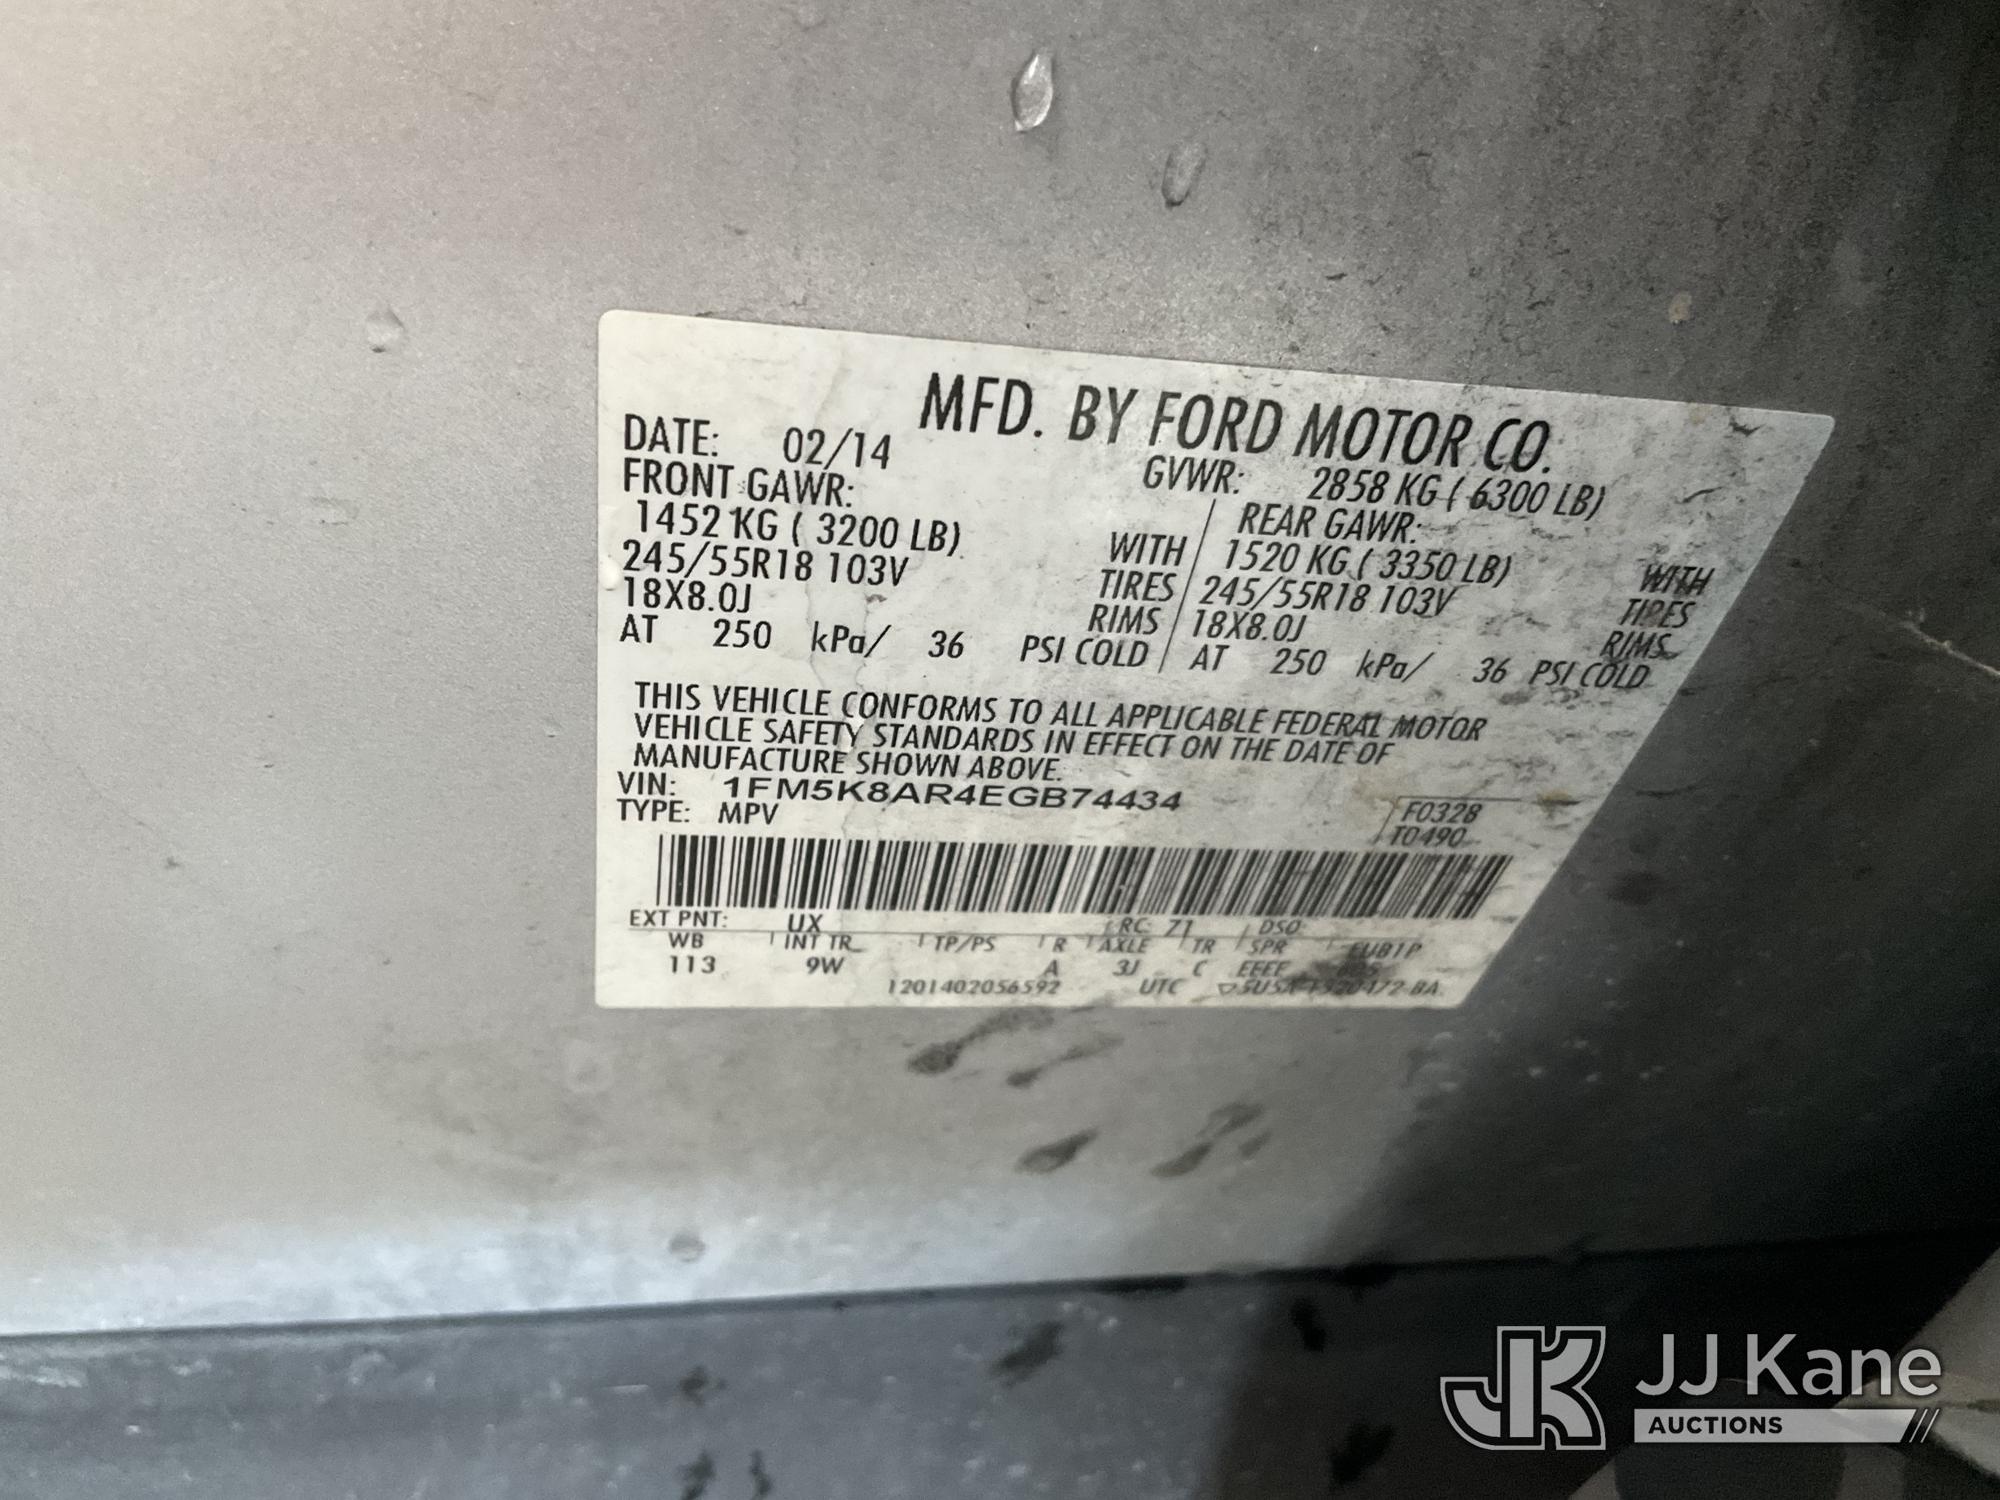 MFD. BY FORD MOTOR CO.
DATE: 02/14 GVWR: 2858 KG ( 6300 LB)
FRONT GAWR: REAR GAWR:
1452 KG ( 3200 LB) WITH 1520 KG ( 3350 LB) WITH
245/55R18 103V TIRES 245/55R18 103V TIRES
18X8.0J RIMS 18X8.0J RIMS
AT 250 kPa/ 36 PSI COLD AT 250 kPa/ 36 PSI COLD
THIS VEHICLE CONFORMS TO ALL APPLICABLE FEDERAL MOTOR
VEHICLE SAFETY STANDARDS IN EFFECT ON THE DATE OF
MANUFACTURE SHOWN ABOVE.
VIN: 1FM5K8AR4EGB74434
TYPE: MPV
F0328
T0490
EXT PNT: UX RC: 71 DSO:
WB INT TR TP/PS R AXLE TR SPR EUB1P
113 9W A 3J C EEEE
1201402056592 UTC
JK JJ Kane
AUCTIONS